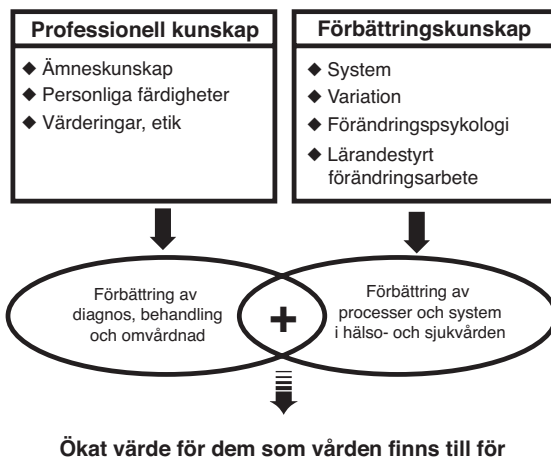 Professionell kunskap
◆ Ämneskunskap
◆ Personliga färdigheter
◆ Värderingar, etik
Förbättringskunskap
◆ System
◆ Variation
◆ Förändringspsykologi
◆ Lärandestyrt
förändringsarbete
Förbättring av
diagnos, behandling
och omvårdnad
+
Förbättring av
processer och system
i hälso- och sjukvården
Ökat värde för dem som vården finns till för